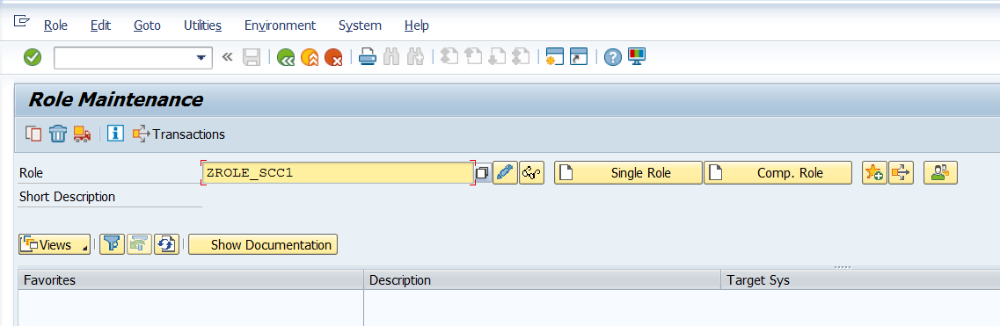 Role Edit Goto Utilities Environment System Help
Role Maintenance
Transactions
Role ZROLE_SCC1 Single Role Comp. Role
Short Description
Views Show Documentation
Favorites Description Target Sys